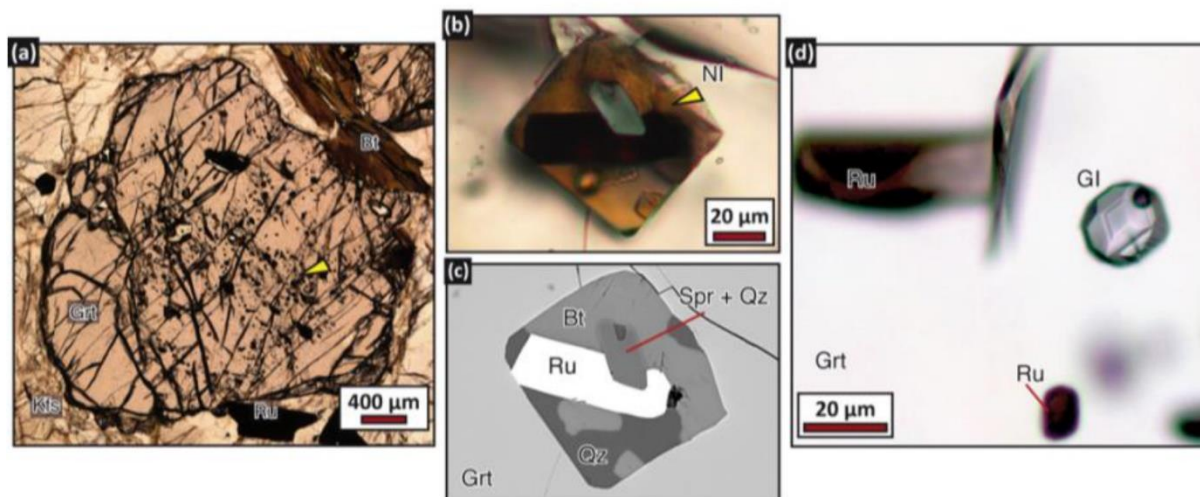 (a)
Bt
Grt
Kfs
Ru
400 µm
(b)
NI
20 µm
(c)
Spr + Qz
Bt
Ru
Qz
Grt
(d)
Ru
GI
Grt
Ru
20 µm